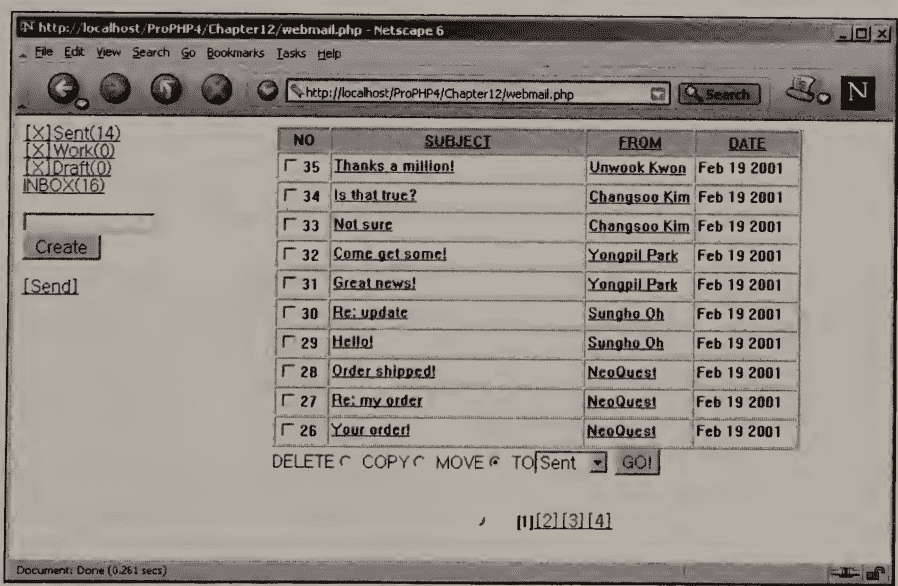 http://localhost/ProPHP4/Chapter12/webmail.php - Netscape 6
File Edit View Search Go Bookmarks Tasks Help
http://localhost/ProPHP4/Chapter12/webmail.php Search N
[X]Sent(14)
[X]Work(0)
[X]Draft(0)
INBOX(16)
Create
[Send]
NO SUBJECT FROM DATE
35 Thanks a million! Unwook Kwon Feb 19 2001
34 Is that true? Changsoo Kim Feb 19 2001
33 Not sure Changsoo Kim Feb 19 2001
32 Come get some! Yongpil Park Feb 19 2001
31 Great news! Yongpil Park Feb 19 2001
30 Re: update Sungho Oh Feb 19 2001
29 Hello! Sungho Oh Feb 19 2001
28 Order shipped! NeoQuest Feb 19 2001
27 Re: my order NeoQuest Feb 19 2001
26 Your order! NeoQuest Feb 19 2001
DELETE COPY MOVE TO Sent GO!
[1][2][3][4]
Document: Done (0.261 secs)